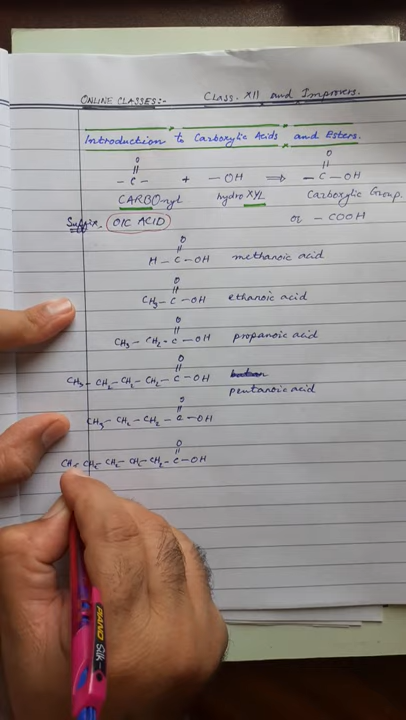 ONLINE CLASSES:- CLASS. XII and Improvers.
Introduction to Carboxylic Acids and Esters.
O O
|| ||
- C - + - OH ⇒ - C - OH
CARBOnyl hydroXYL Carboxylic Group.
Suffix. OIC ACID or - COOH
O
||
H - C - OH methanoic acid
O
||
CH3 - C - OH ethanoic acid
O
||
CH3 - CH2 - C - OH propanoic acid
O
||
CH3 - CH2 - CH2 - CH2 - C - OH
pentanoic acid
O
||
CH3 - CH2 - CH2 - C - OH
O
||
CH3 - CH2 - CH2 - CH2 - CH2 - C - OH